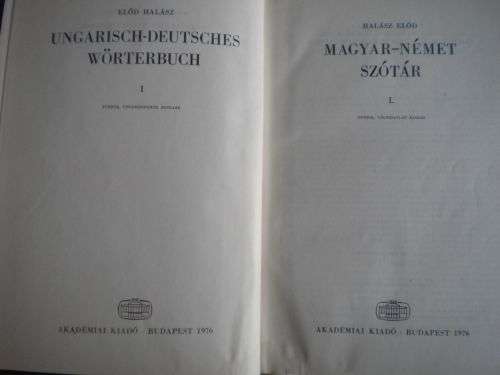 ELŐD HALÁSZ
UNGARISCH-DEUTSCHES
WÖRTERBUCH
I
AKADÉMIAI KIADÓ · BUDAPEST 1976
HALÁSZ ELŐD
MAGYAR–NÉMET
SZÓTÁR
I.
AKADÉMIAI KIADÓ · BUDAPEST 1976